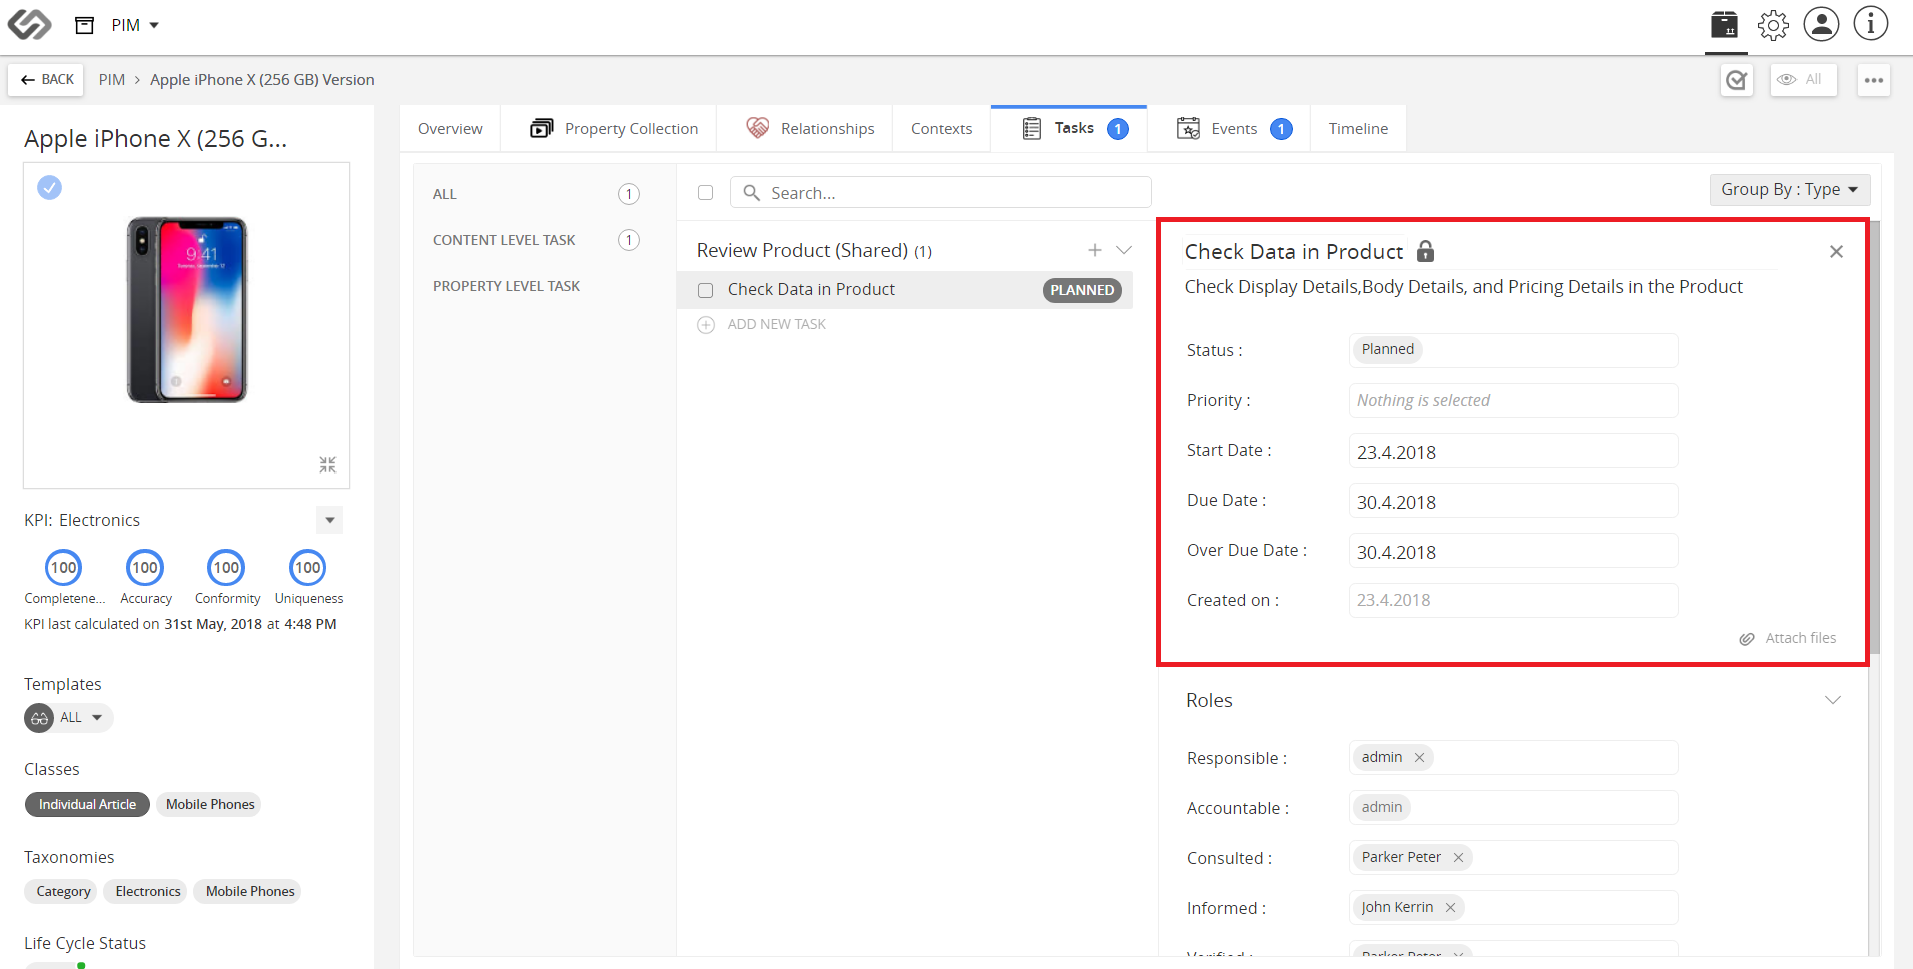 PIM
BACK
PIM > Apple iPhone X (256 GB) Version
All
Apple iPhone X (256 G...
9:41
KPI: Electronics
100 100 100 100
Completene... Accuracy Conformity Uniqueness
KPI last calculated on 31st May, 2018 at 4:48 PM
Templates
ALL
Classes
Individual Article Mobile Phones
Taxonomies
Category Electronics Mobile Phones
Life Cycle Status
Overview Property Collection Relationships Contexts Tasks 1 Events 1 Timeline
ALL 1
CONTENT LEVEL TASK 1
PROPERTY LEVEL TASK
Search...
Group By : Type
Review Product (Shared) (1)
Check Data in Product PLANNED
ADD NEW TASK
Check Data in Product
Check Display Details,Body Details, and Pricing Details in the Product
Status : Planned
Priority : Nothing is selected
Start Date : 23.4.2018
Due Date : 30.4.2018
Over Due Date : 30.4.2018
Created on : 23.4.2018
Attach files
Roles
Responsible : admin
Accountable : admin
Consulted : Parker Peter
Informed : John Kerrin
Verified : Parker Peter